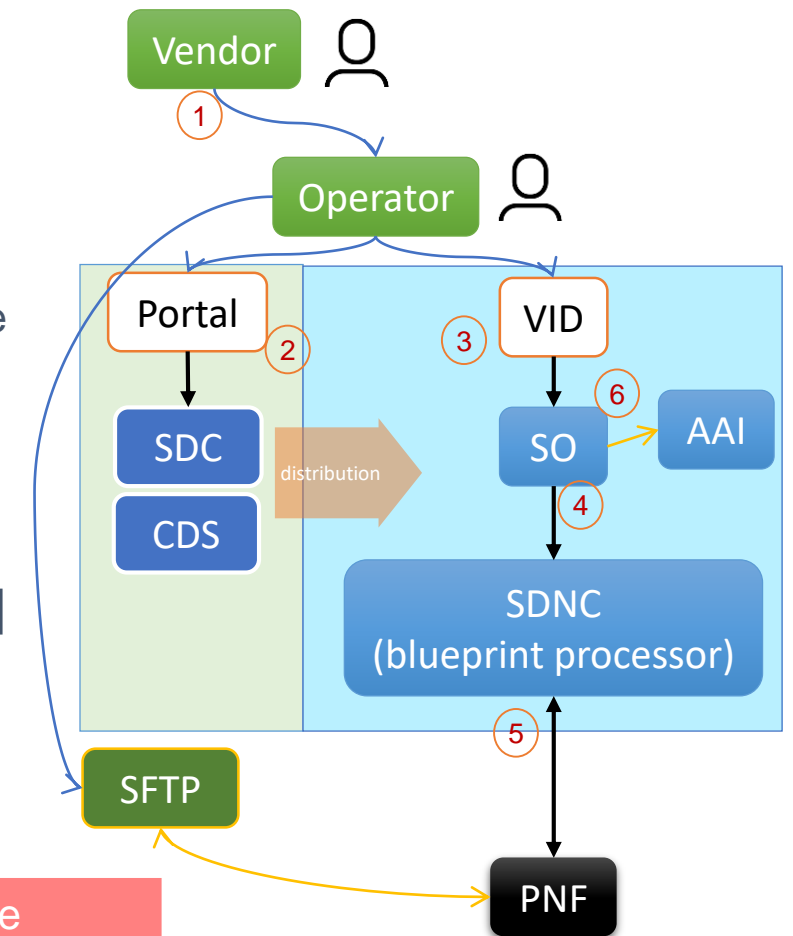 Vendor
1
Operator
Portal
VID
2
3
6
SDC
distribution
SO
AAI
CDS
4
SDNC
(blueprint processor)
5
SFTP
PNF